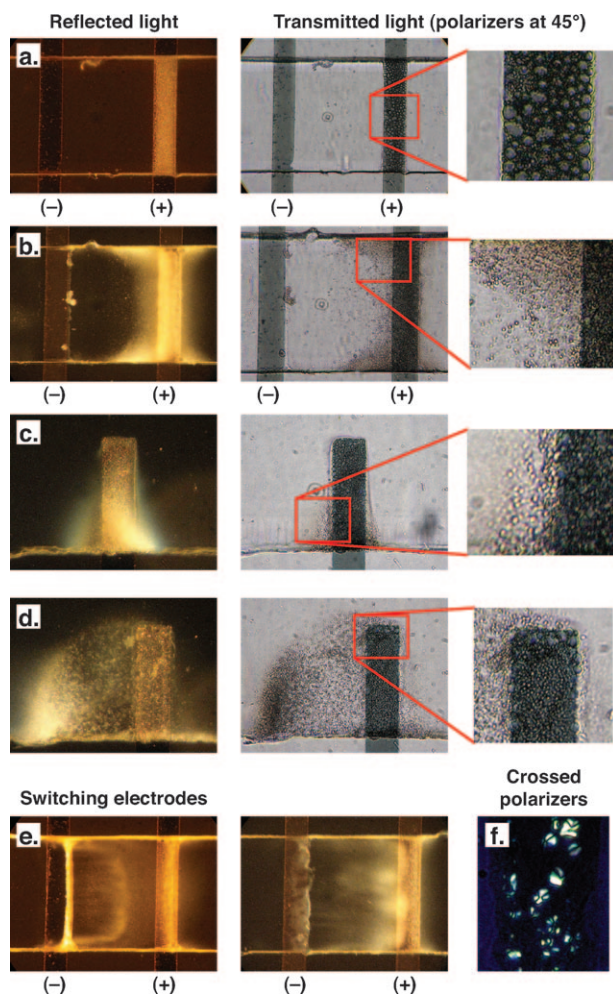 Reflected light
Transmitted light (polarizers at 45°)
a.
(–) (+) (–) (+)
b.
(–) (+) (–) (+)
c.
d.
Switching electrodes
Crossed
polarizers
e.
f.
(–) (+) (–) (+)